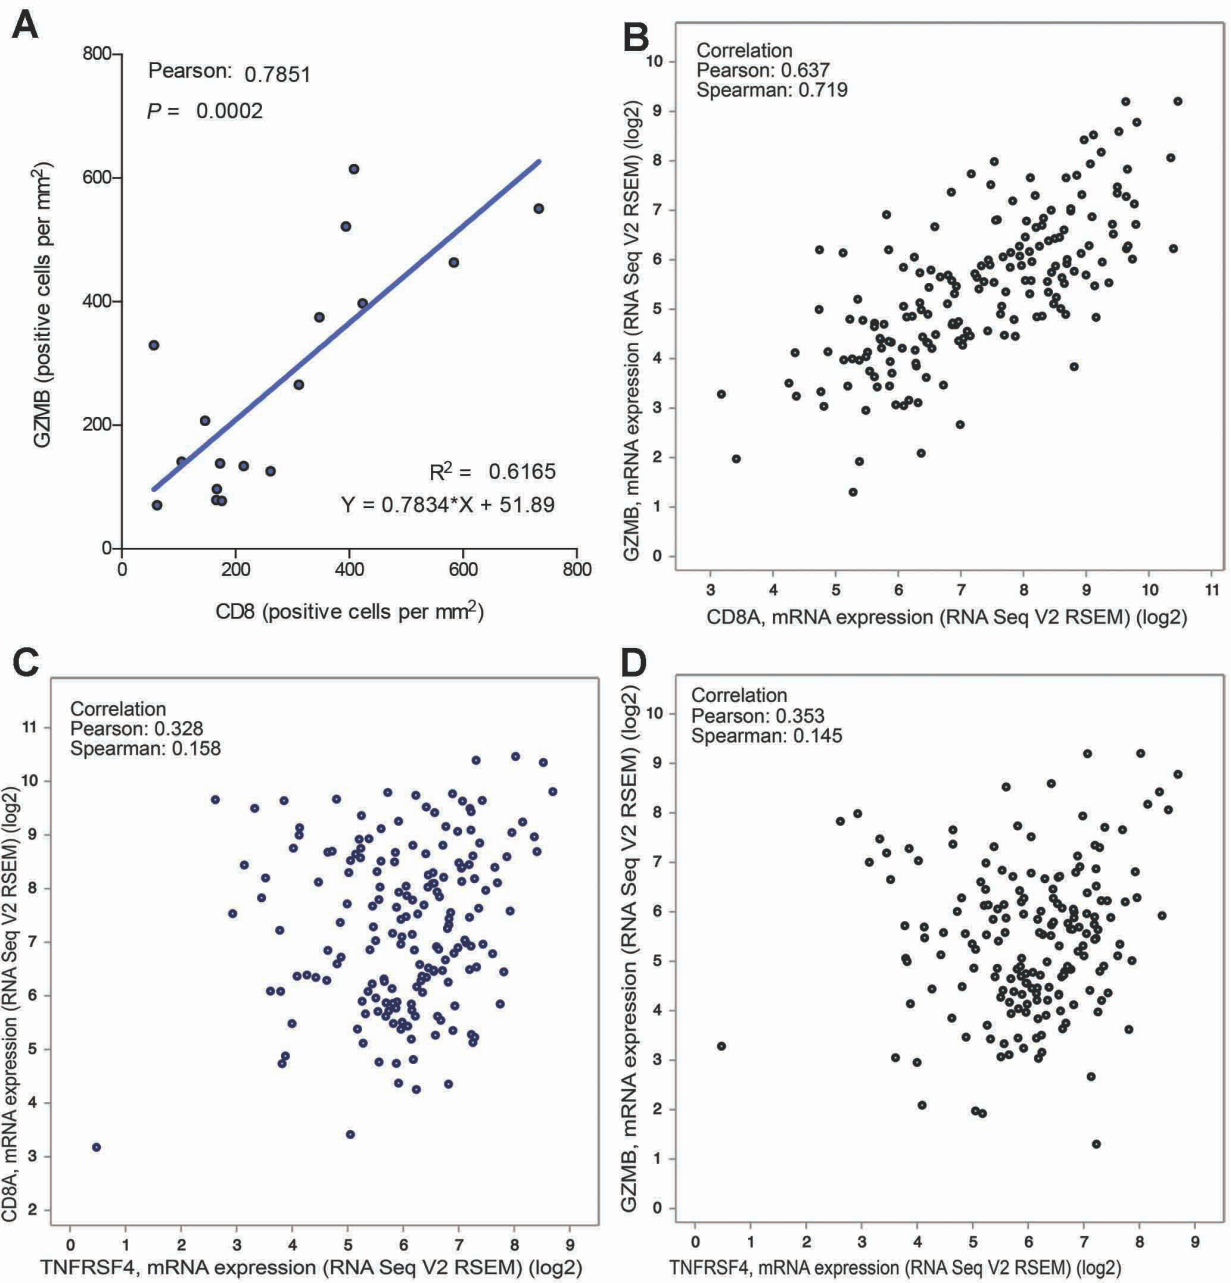 A
Pearson: 0.7851
P = 0.0002
GZMB (positive cells per mm2)
800
600
400
200
0
R2 = 0.6165
Y = 0.7834*X + 51.89
0 200 400 600 800
CD8 (positive cells per mm2)
B
Correlation
Pearson: 0.637
Spearman: 0.719
GZMB, mRNA expression (RNA Seq V2 RSEM) (log2)
10
9
8
7
6
5
4
3
2
1
0
3 4 5 6 7 8 9 10 11
CD8A, mRNA expression (RNA Seq V2 RSEM) (log2)
C
Correlation
Pearson: 0.328
Spearman: 0.158
CD8A, mRNA expression (RNA Seq V2 RSEM) (log2)
11
10
9
8
7
6
5
4
3
2
0 1 2 3 4 5 6 7 8 9
TNFRSF4, mRNA expression (RNA Seq V2 RSEM) (log2)
D
Correlation
Pearson: 0.353
Spearman: 0.145
GZMB, mRNA expression (RNA Seq V2 RSEM) (log2)
10
9
8
7
6
5
4
3
2
1
0
0 1 2 3 4 5 6 7 8 9
TNFRSF4, mRNA expression (RNA Seq V2 RSEM) (log2)